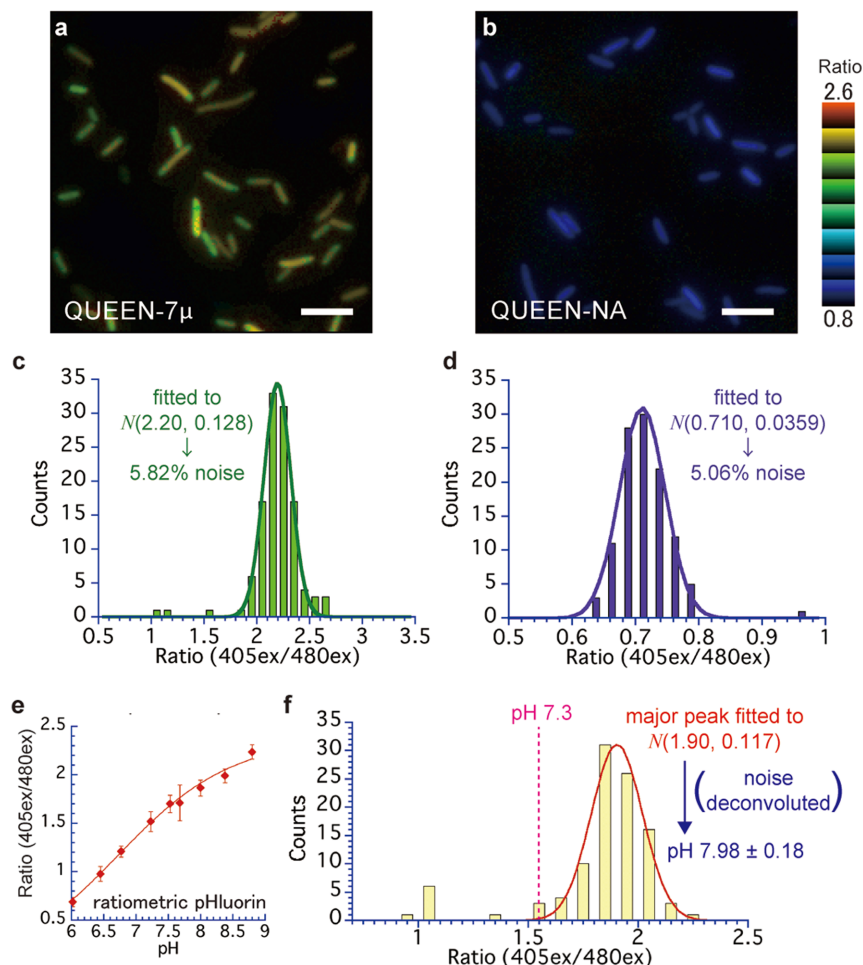 a
QUEEN-7μ
b
QUEEN-NA
Ratio
2.6
0.8
c
35
30
25
20
15
10
5
0
Counts
fitted to
N(2.20, 0.128)
↓
5.82% noise
0.5
1
1.5
2
2.5
3
3.5
Ratio (405ex/480ex)
d
35
30
25
20
15
10
5
0
Counts
fitted to
N(0.710, 0.0359)
↓
5.06% noise
0.5
0.6
0.7
0.8
0.9
1
Ratio (405ex/480ex)
e
2.5
2
1.5
1
0.5
Ratio (405ex/480ex)
ratiometric pHluorin
6
6.5
7
7.5
8
8.5
9
pH
f
35
30
25
20
15
10
5
0
Counts
pH 7.3
major peak fitted to
N(1.90, 0.117)
(noise
deconvoluted)
pH 7.98 ± 0.18
1
1.5
2
2.5
Ratio (405ex/480ex)